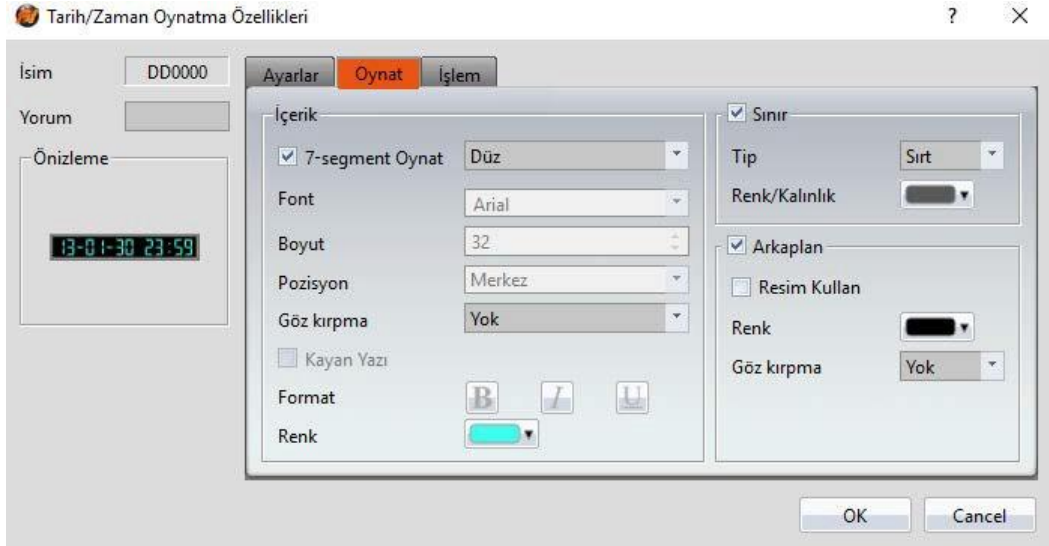 Tarih/Zaman Oynatma Özellikleri
? X
İsim DD0000
Yorum
Önizleme
13-01-30 23:59
Ayarlar Oynat İşlem
İçerik
7-segment Oynat Düz
Font Arial
Boyut 32
Pozisyon Merkez
Göz kırpma Yok
Kayan Yazı
Format B I U
Renk
Sınır
Tip Sırt
Renk/Kalınlık
Arkaplan
Resim Kullan
Renk
Göz kırpma Yok
OK Cancel